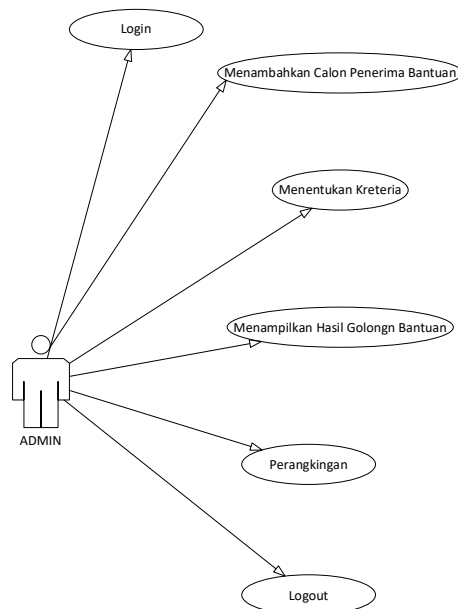 Login
Menambahkan Calon Penerima Bantuan
Menentukan Kreteria
Menampilkan Hasil Golongn Bantuan
ADMIN
Perangkingan
Logout